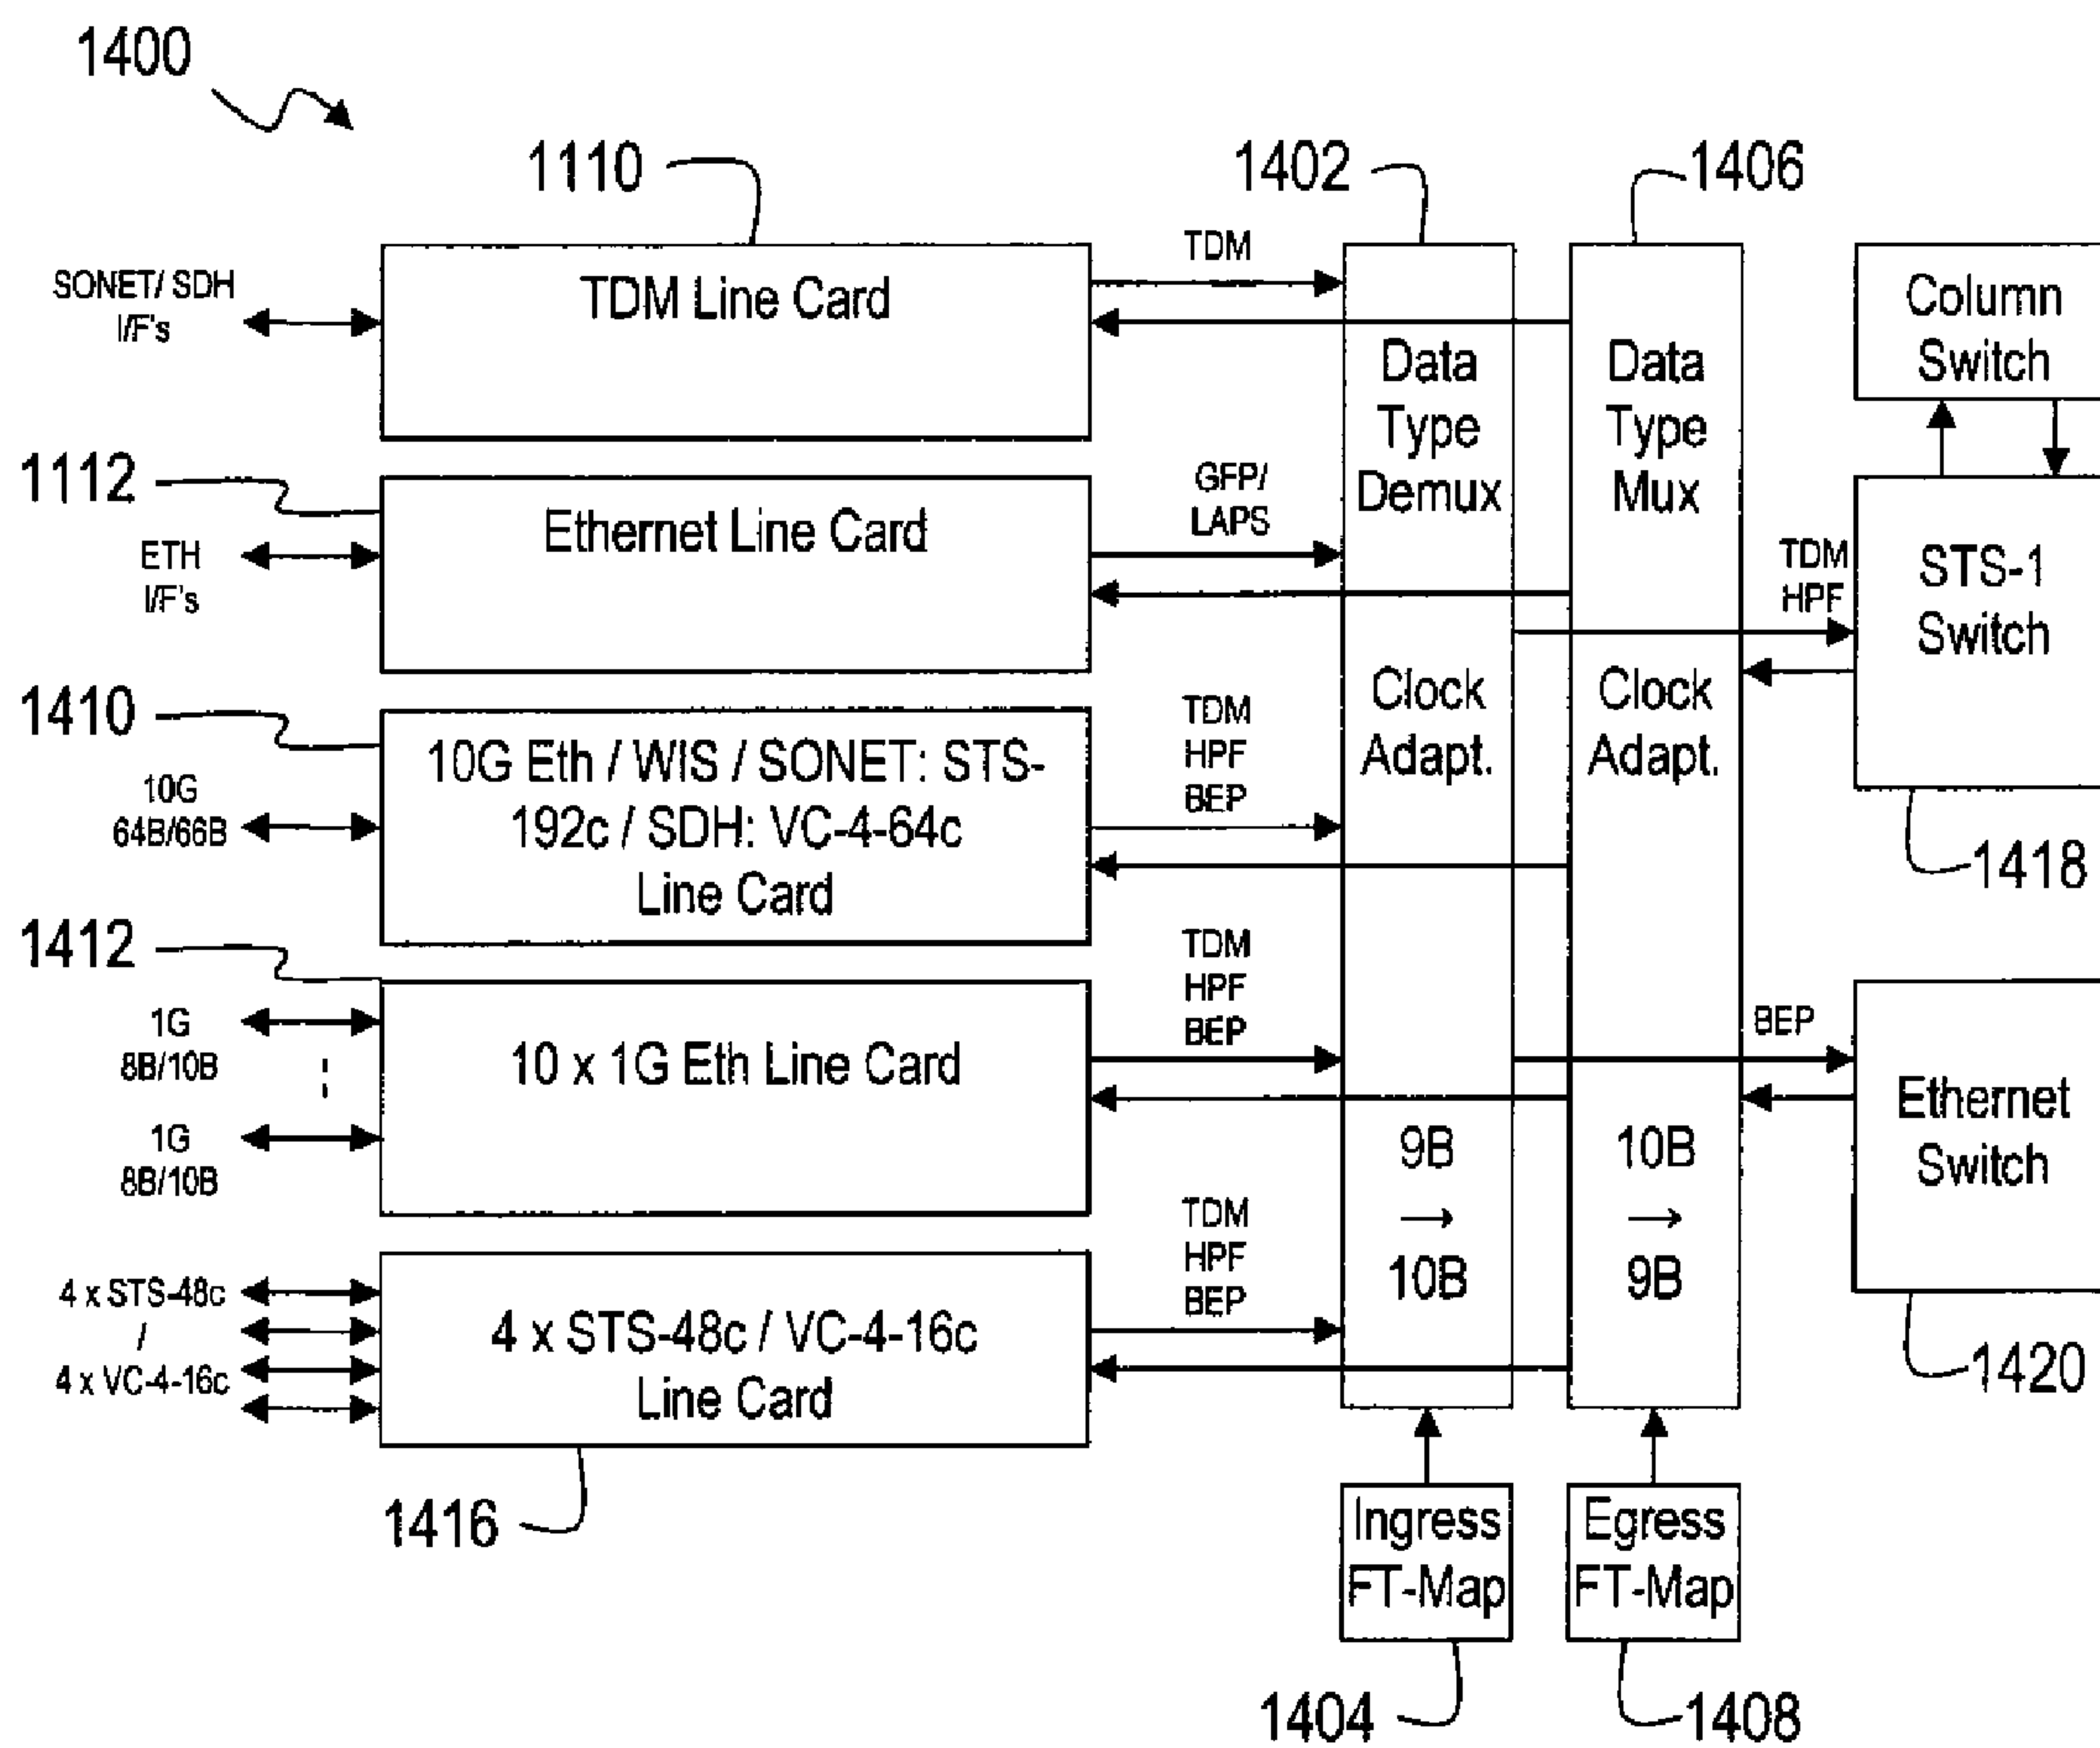 1400
1110
1402
1406
SONET/ SDH
I/F's
TDM Line Card
TDM
Data
Type
Demux
Clock
Adapt.
9B
→
10B
Data
Type
Mux
Clock
Adapt.
10B
→
9B
Column
Switch
1112
ETH
I/F's
Ethernet Line Card
GFP/
LAPS
TDM
HPF
STS-1
Switch
1418
1410
10G
64B/66B
10G Eth / WIS / SONET: STS-
192c / SDH: VC-4-64c
Line Card
TDM
HPF
BEP
1412
1G
8B/10B
1G
8B/10B
10 x 1G Eth Line Card
TDM
HPF
BEP
BEP
Ethernet
Switch
1420
4 x STS-48c
/
4 x VC-4-16c
4 x STS-48c / VC-4-16c
Line Card
TDM
HPF
BEP
1416
Ingress
FT-Map
Egress
FT-Map
1404
1408